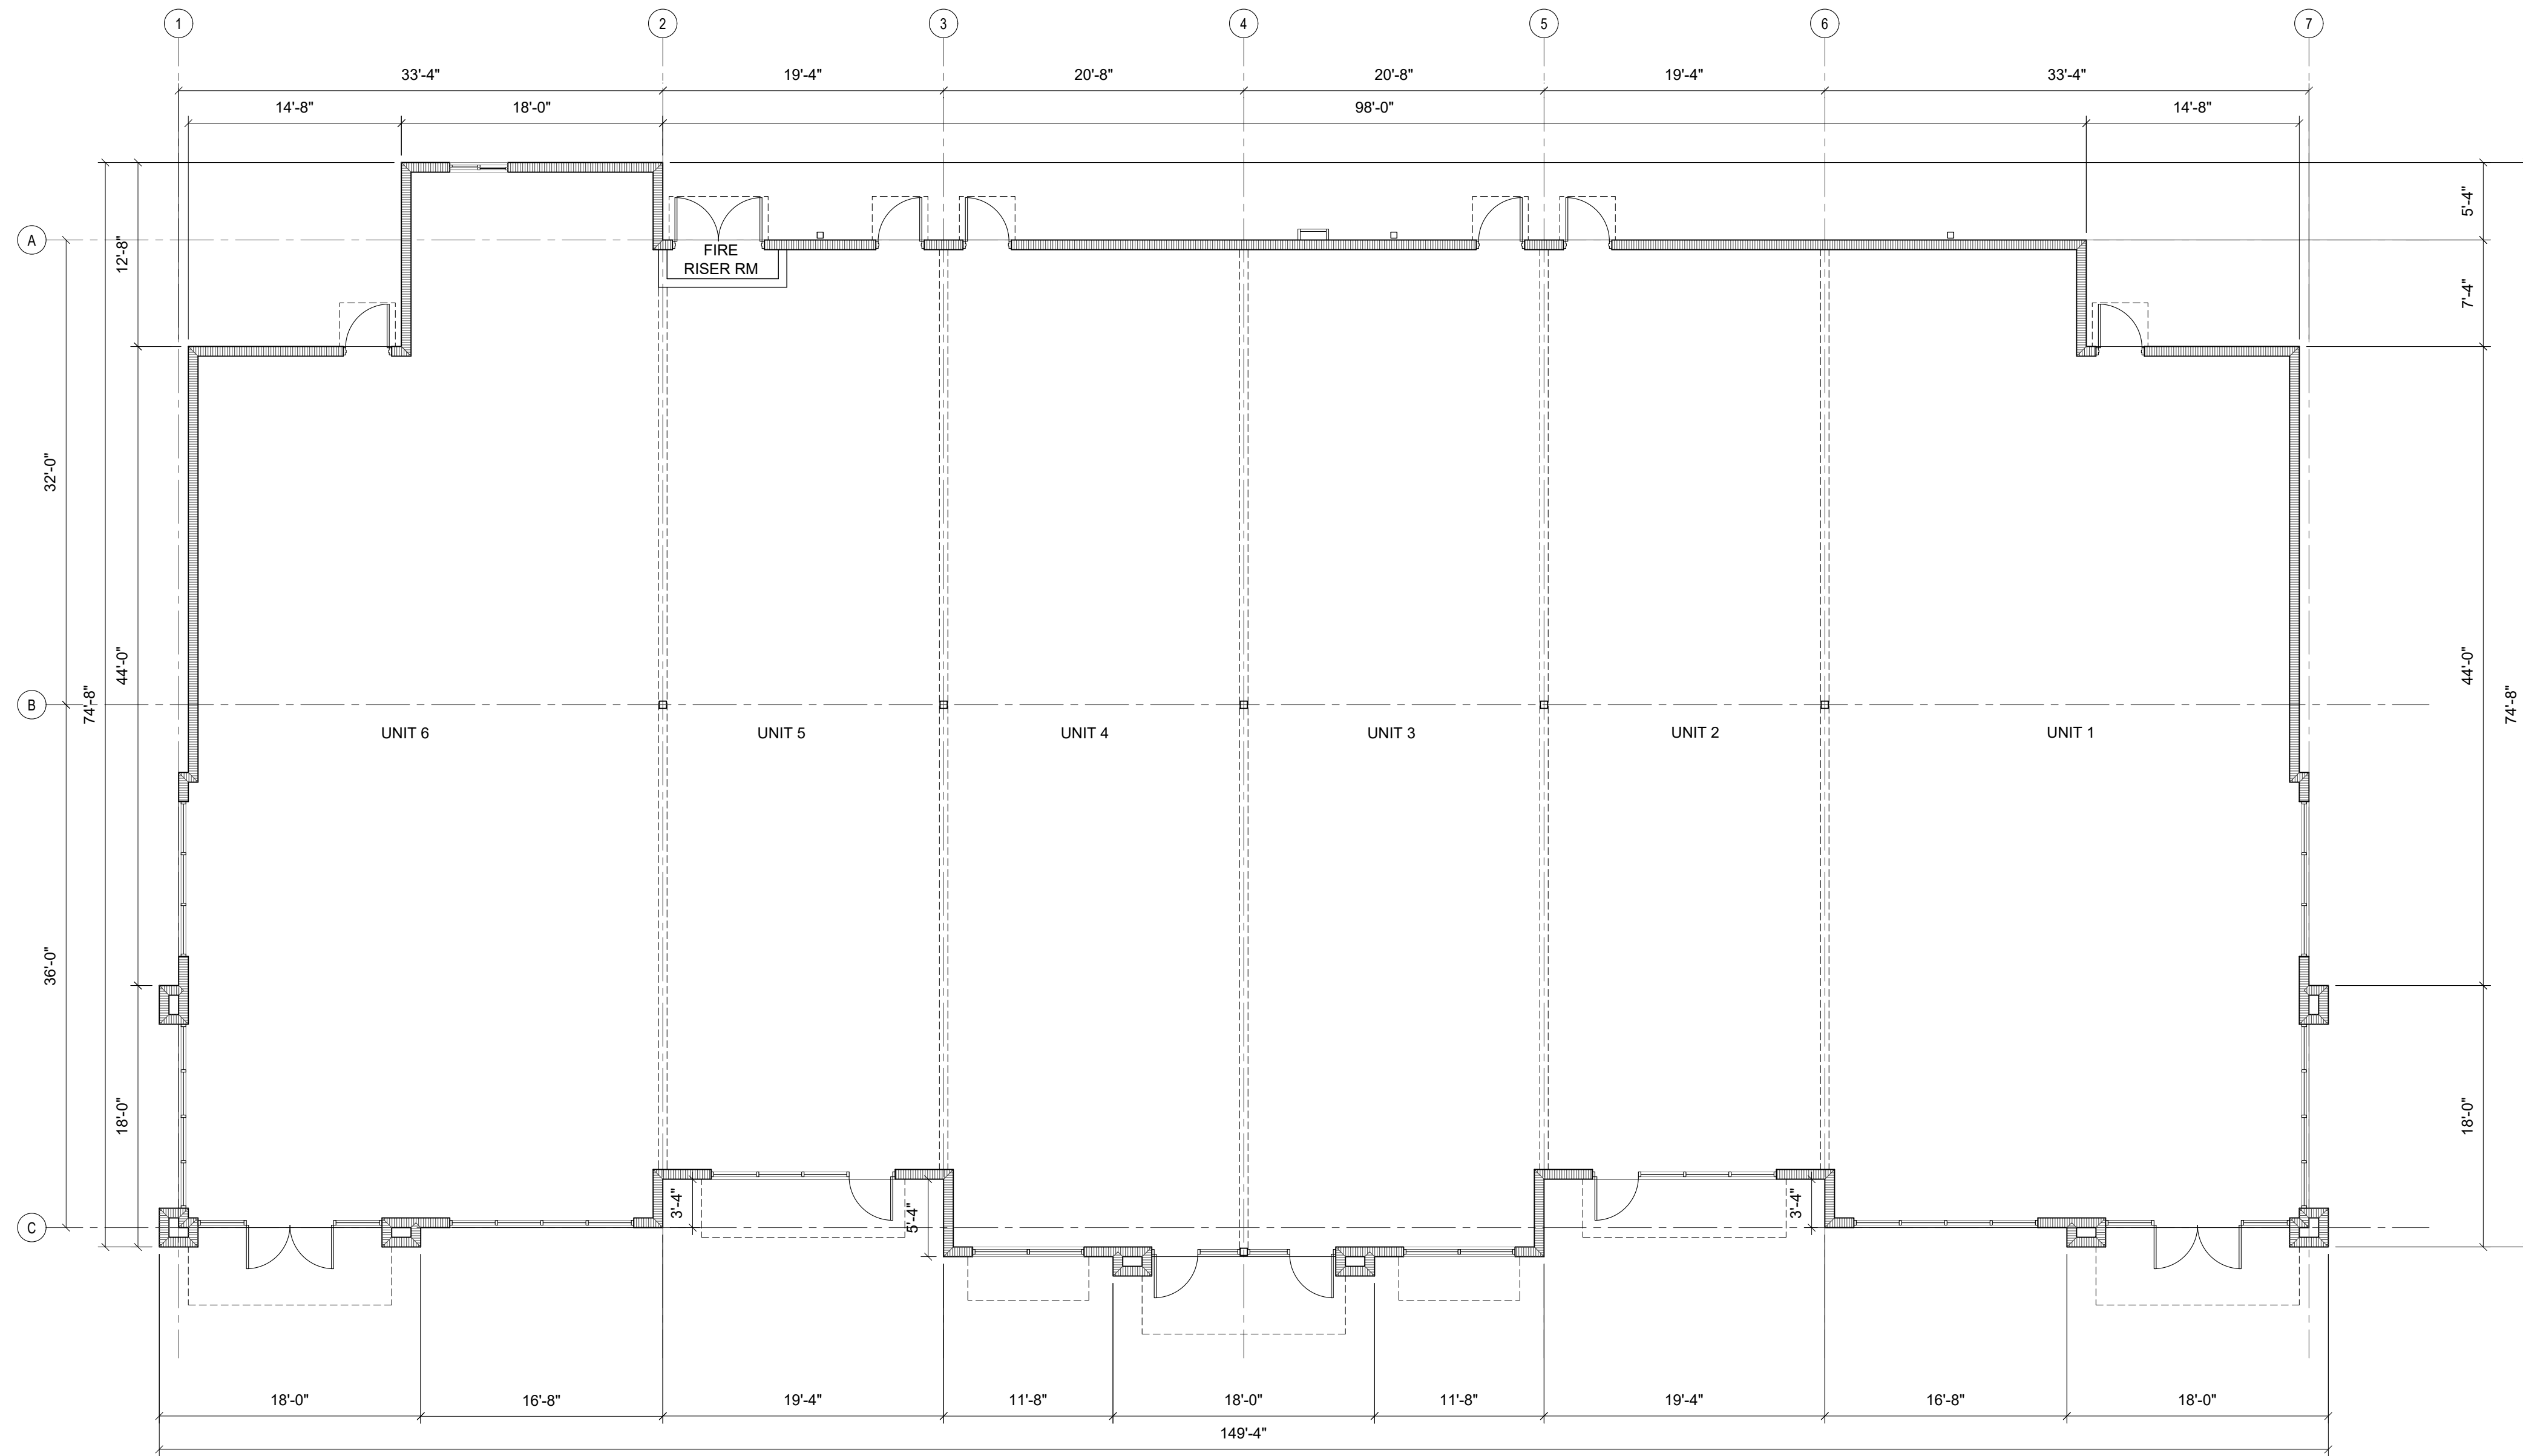 1 2 3 4 5 6 7
33'-4" 19'-4" 20'-8" 20'-8" 19'-4" 33'-4"
14'-8" 18'-0" 98'-0" 14'-8"
5'-4"
A
12'-8"
FIRE
RISER RM
7'-4"
32'-0"
44'-0" 44'-0"
74'-8" 74'-8"
B
UNIT 6 UNIT 5 UNIT 4 UNIT 3 UNIT 2 UNIT 1
36'-0"
18'-0" 18'-0"
3'-4" 5'-4" 3'-4"
C
18'-0" 16'-8" 19'-4" 11'-8" 18'-0" 11'-8" 19'-4" 16'-8" 18'-0"
149'-4"